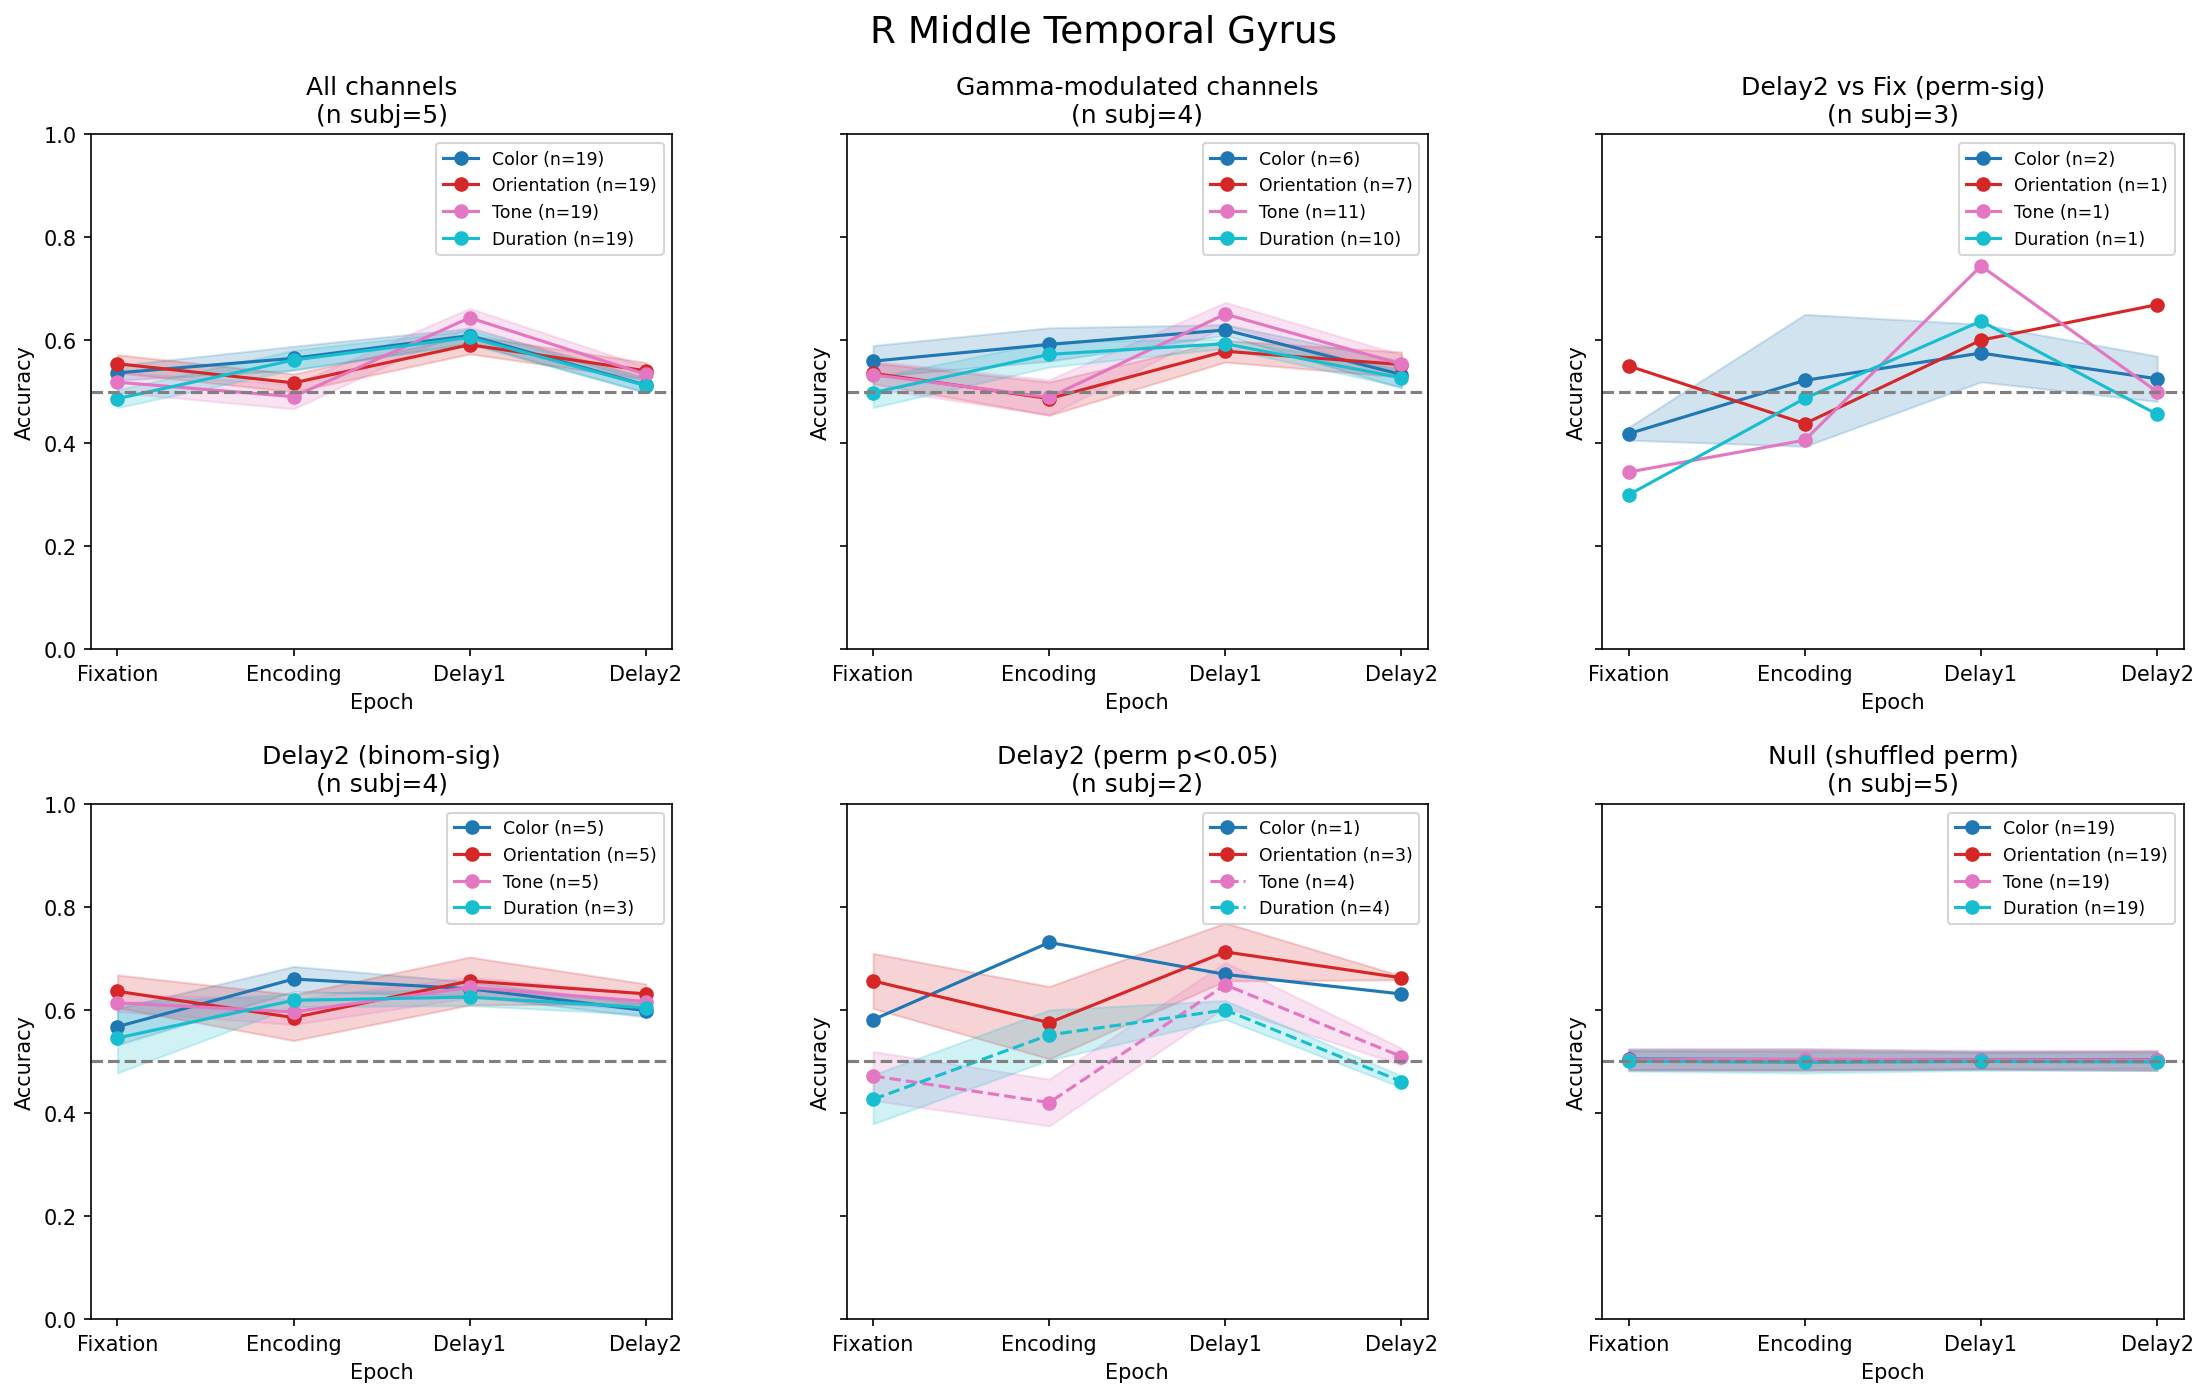 R Middle Temporal Gyrus
All channels
(n subj=5)
1.0
0.8
0.6
0.4
0.2
0.0
Accuracy
Color (n=19)
Orientation (n=19)
Tone (n=19)
Duration (n=19)
Fixation Encoding Delay1 Delay2
Epoch
Gamma-modulated channels
(n subj=4)
Accuracy
Color (n=6)
Orientation (n=7)
Tone (n=11)
Duration (n=10)
Fixation Encoding Delay1 Delay2
Epoch
Delay2 vs Fix (perm-sig)
(n subj=3)
Accuracy
Color (n=2)
Orientation (n=1)
Tone (n=1)
Duration (n=1)
Fixation Encoding Delay1 Delay2
Epoch
Delay2 (binom-sig)
(n subj=4)
1.0
0.8
0.6
0.4
0.2
0.0
Accuracy
Color (n=5)
Orientation (n=5)
Tone (n=5)
Duration (n=3)
Fixation Encoding Delay1 Delay2
Epoch
Delay2 (perm p<0.05)
(n subj=2)
Accuracy
Color (n=1)
Orientation (n=3)
Tone (n=4)
Duration (n=4)
Fixation Encoding Delay1 Delay2
Epoch
Null (shuffled perm)
(n subj=5)
Accuracy
Color (n=19)
Orientation (n=19)
Tone (n=19)
Duration (n=19)
Fixation Encoding Delay1 Delay2
Epoch